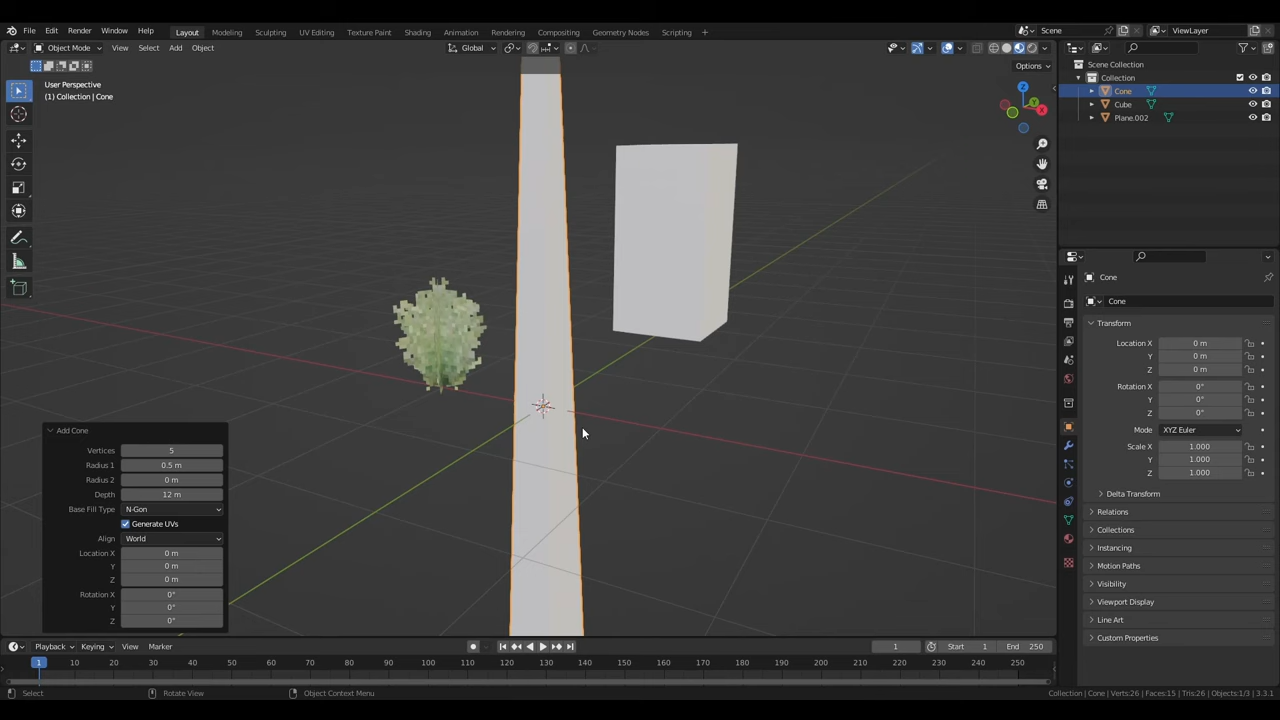 File Edit Render Window Help Layout Modeling Sculpting UV Editing Texture Paint Shading Animation Rendering Compositing Geometry Nodes Scripting + Scene ViewLayer
Object Mode View Select Add Object Global
Options
User Perspective
(1) Collection | Cone
Scene Collection
Collection
Cone
Cube
Plane.002
Z
Y
X
Cone
Cone
Transform
Location X 0 m
Y 0 m
Z 0 m
Rotation X 0°
Y 0°
Z 0°
Mode XYZ Euler
Scale X 1.000
Y 1.000
Z 1.000
Delta Transform
Relations
Collections
Instancing
Motion Paths
Visibility
Viewport Display
Line Art
Custom Properties
Add Cone
Vertices 5
Radius 1 0.5 m
Radius 2 0 m
Depth 12 m
Base Fill Type N-Gon
Generate UVs
Align World
Location X 0 m
Y 0 m
Z 0 m
Rotation X 0°
Y 0°
Z 0°
Playback Keying View Marker 1 Start 1 End 250
1 10 20 30 40 50 60 70 80 90 100 110 120 130 140 150 160 170 180 190 200 210 220 230 240 250
Select Rotate View Object Context Menu Collection | Cone | Verts:26 | Faces:15 | Tris:26 | Objects:1/3 | 3.3.1